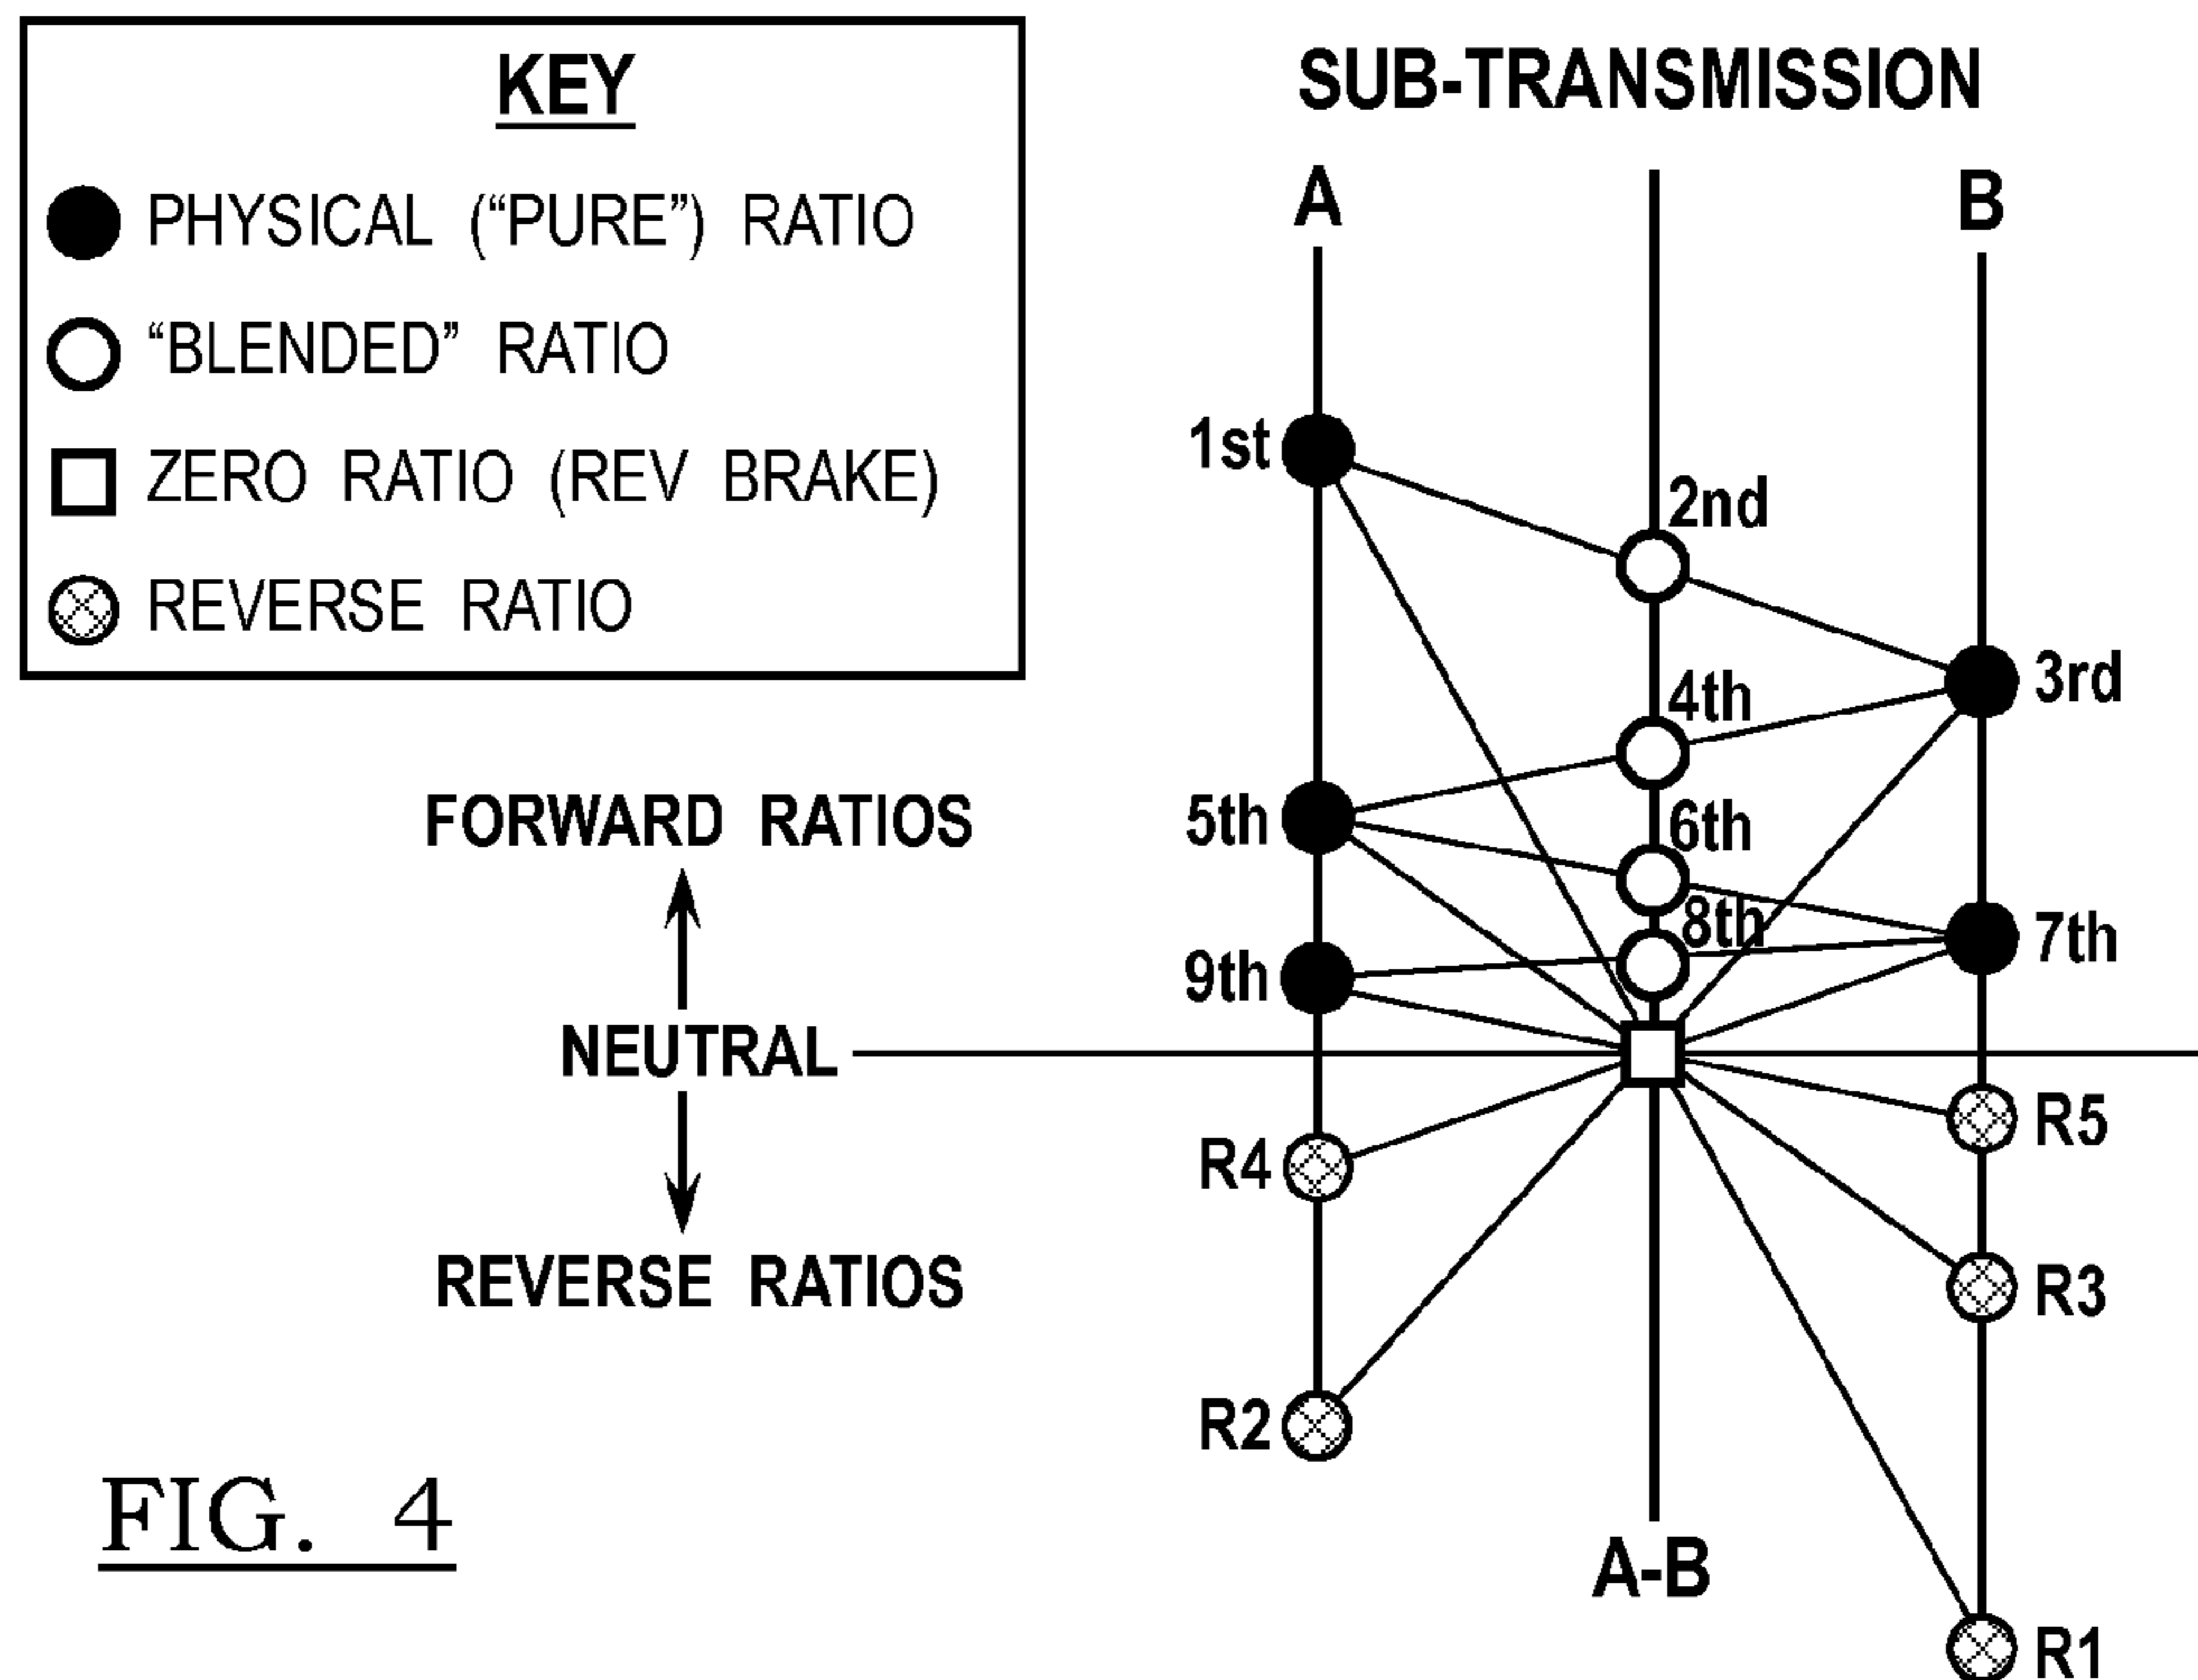 KEY
PHYSICAL (“PURE”) RATIO
“BLENDED” RATIO
ZERO RATIO (REV BRAKE)
REVERSE RATIO
SUB-TRANSMISSION
A
B
1st
2nd
3rd
4th
5th
6th
7th
8th
9th
FORWARD RATIOS
NEUTRAL
REVERSE RATIOS
R5
R4
R3
R2
R1
A-B
FIG. 4